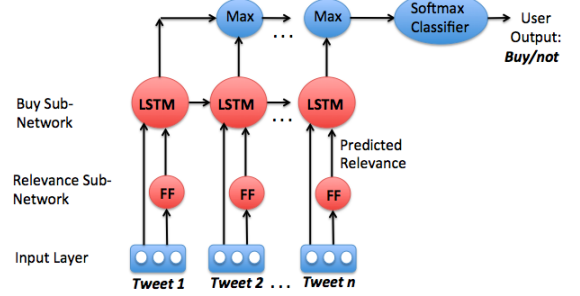 Max
...
Max
Softmax
Classifier
User
Output:
Buy/not
Buy Sub-
Network
LSTM
LSTM
...
LSTM
Predicted
Relevance
Relevance Sub-
Network
FF
FF
FF
Input Layer
Tweet 1
Tweet 2 ...
Tweet n